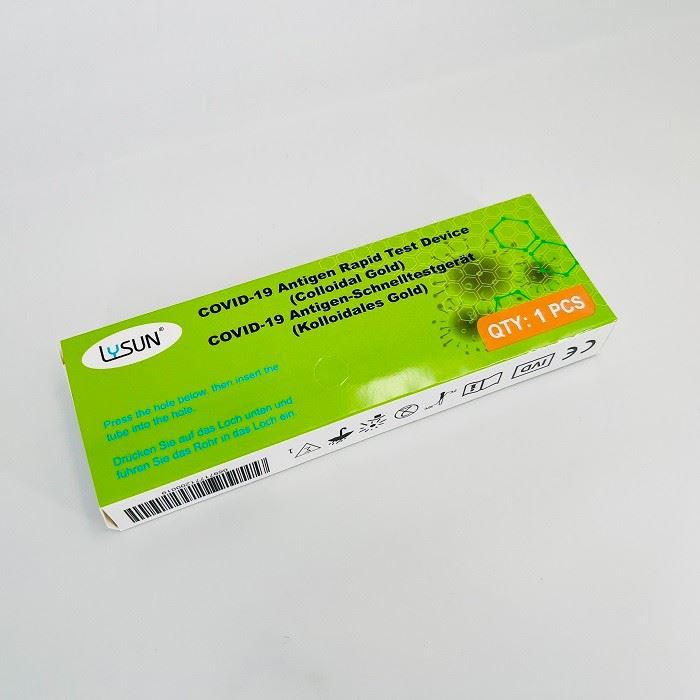 LYSUN®
COVID-19 Antigen Rapid Test Device
(Colloidal Gold)
COVID-19 Antigen-Schnelltestgerät
(Kolloidales Gold)
QTY: 1 PCS
Press the hole below, then insert the
tube into the hole.
Drücken Sie auf das Loch unten und
führen Sie das Rohr in das Loch ein.
IVD
CE